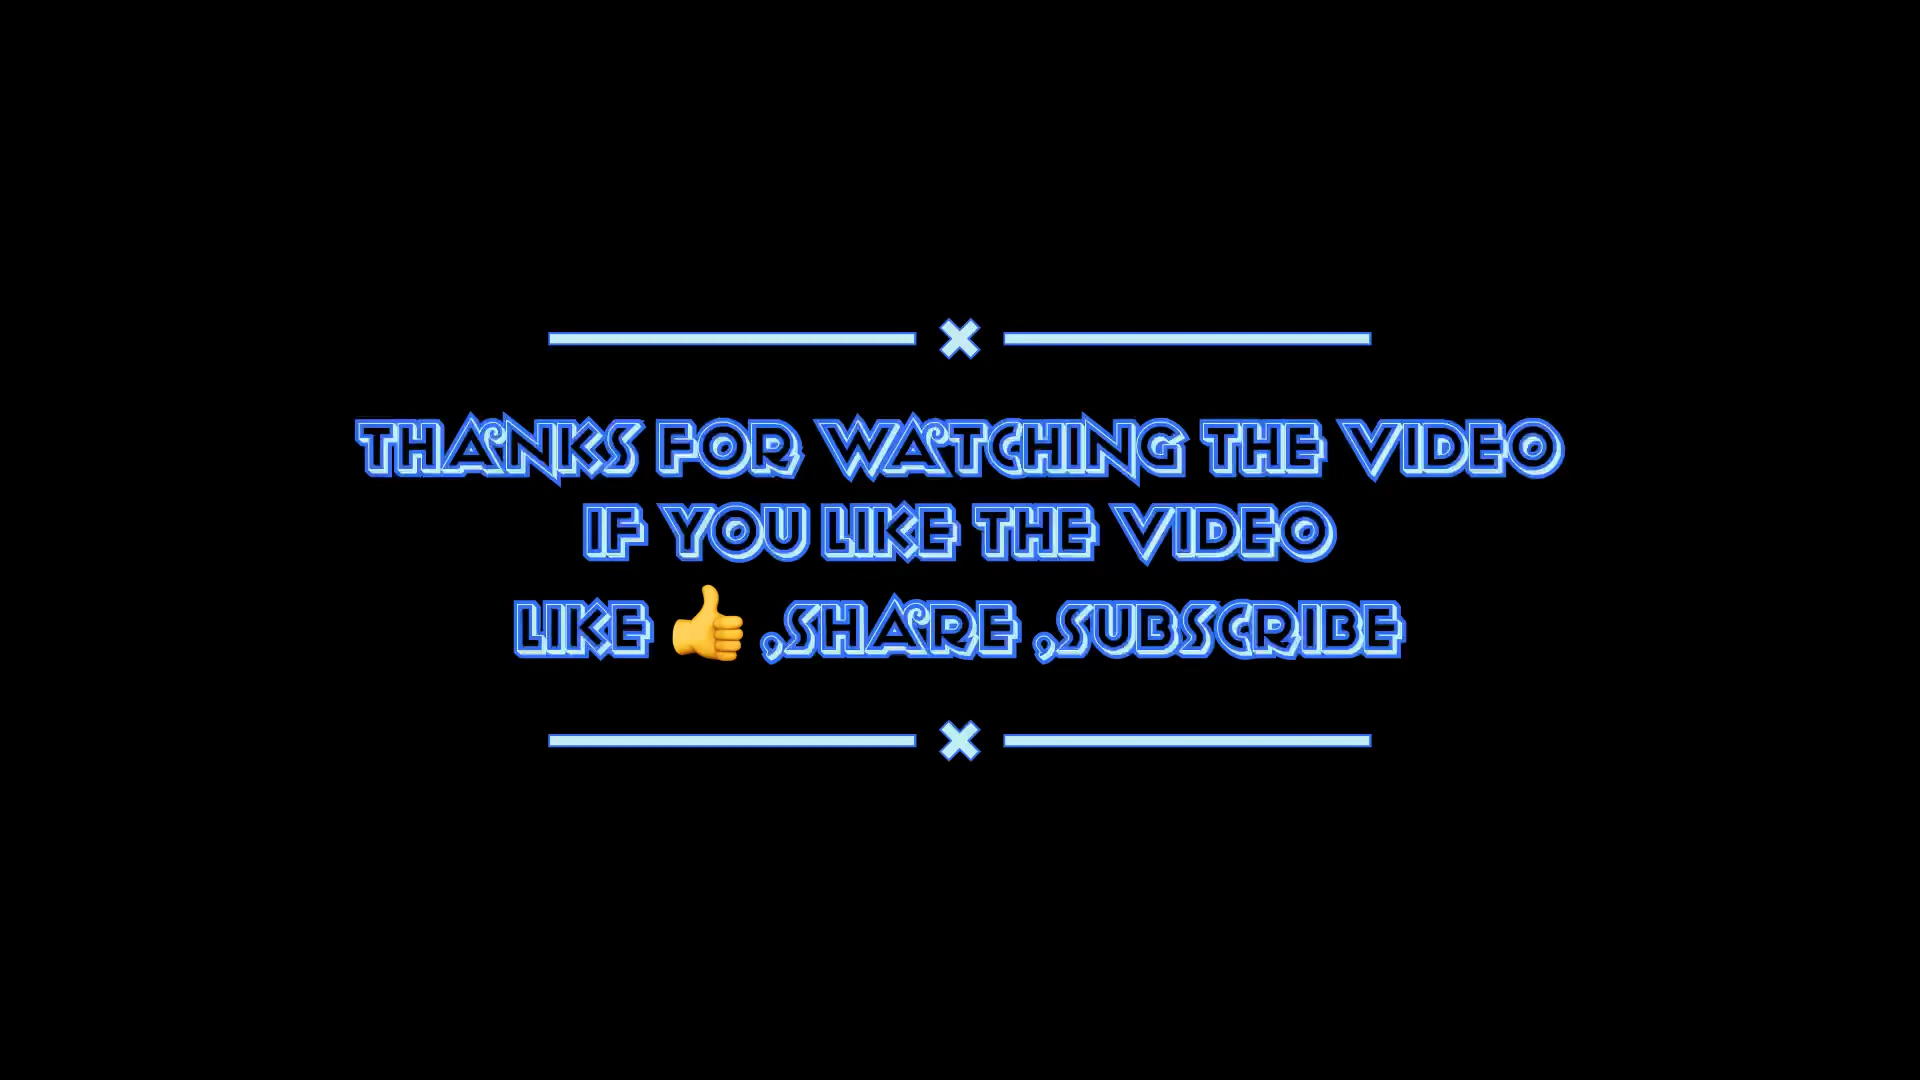 THANKS FOR WATCHING THE VIDEO
IF YOU LIKE THE VIDEO
LIKE 👍 ,SHARE ,SUBSCRIBE